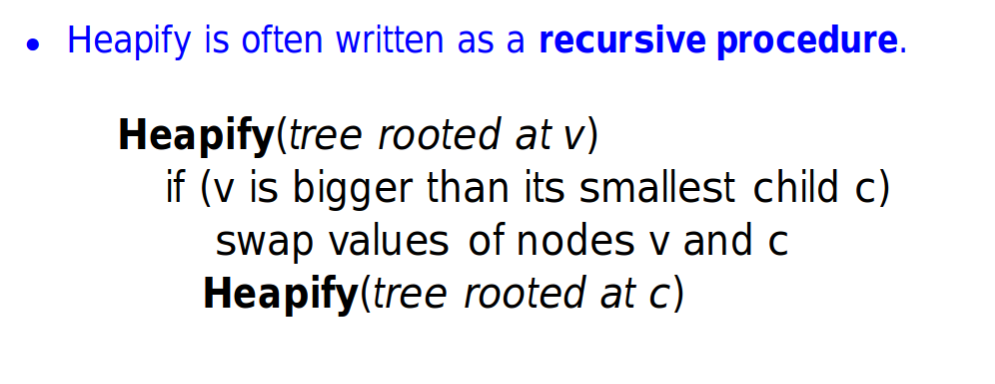 • Heapify is often written as a recursive procedure.
Heapify(tree rooted at v)
if (v is bigger than its smallest child c)
swap values of nodes v and c
Heapify(tree rooted at c)